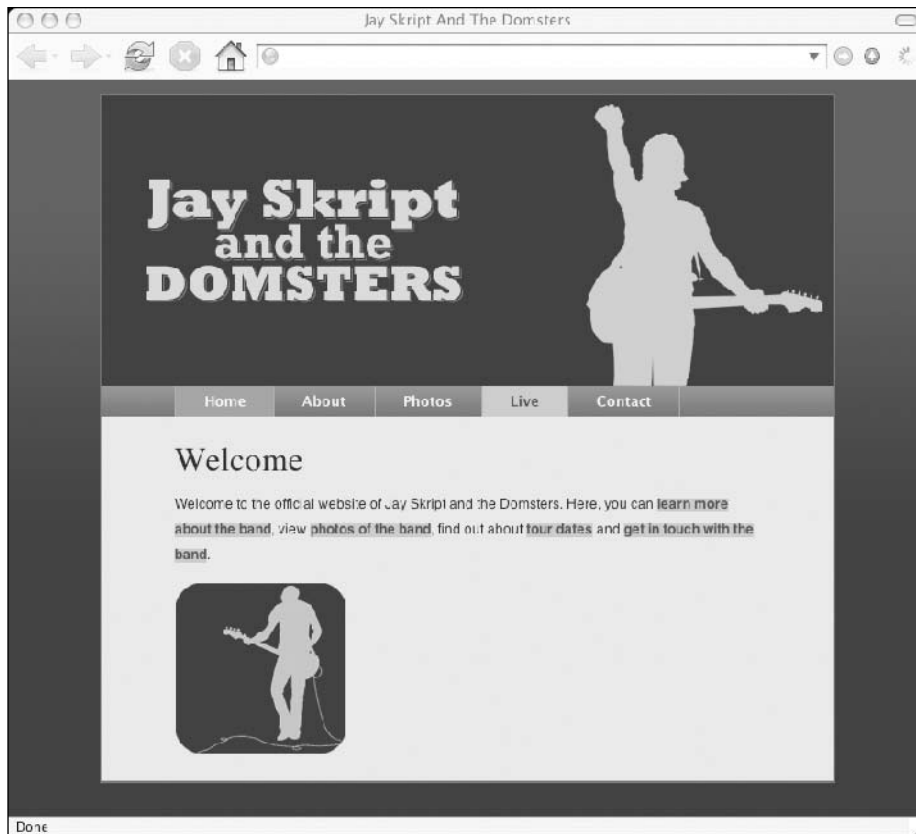 Jay Skript And The Domsters
Jay Skript
and the
DOMSTERS
Home About Photos Live Contact
Welcome
Welcome to the official website of Jay Skript and the Domsters. Here, you can learn more
about the band, view photos of the band, find out about tour dates and get in touch with the
band.
Done